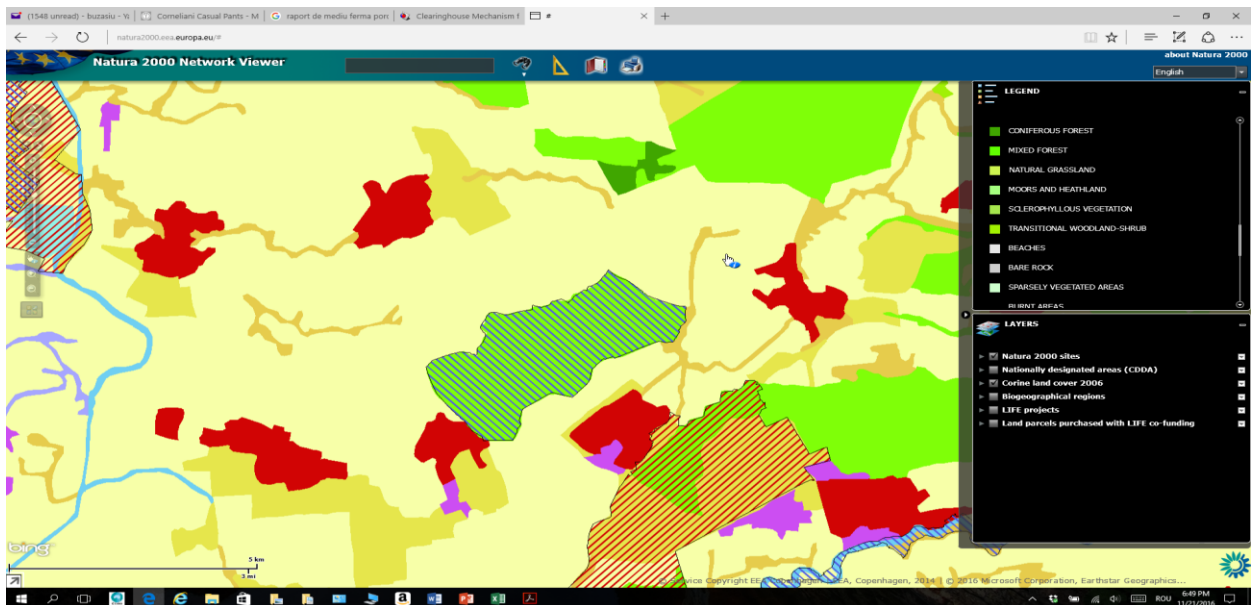 (1548 unread) - buzasiu - Ya
Corneliani Casual Pants - M
raport de mediu ferma porc
Clearinghouse Mechanism f
#
natura2000.eea.europa.eu/#
about Natura 2000
Natura 2000 Network Viewer
English
LEGEND
CONIFEROUS FOREST
MIXED FOREST
NATURAL GRASSLAND
MOORS AND HEATHLAND
SCLEROPHYLLOUS VEGETATION
TRANSITIONAL WOODLAND-SHRUB
BEACHES
BARE ROCK
SPARSELY VEGETATED AREAS
BURNT AREAS
LAYERS
Natura 2000 sites
Nationally designated areas (CDDA)
Corine land cover 2006
Biogeographical regions
LIFE projects
Land parcels purchased with LIFE co-funding
bing
5 km
3 mi
Service Copyright EEA, Copenhagen, 2014 | © 2016 Microsoft Corporation, Earthstar Geographics...
ROU
6:49 PM
11/21/2016